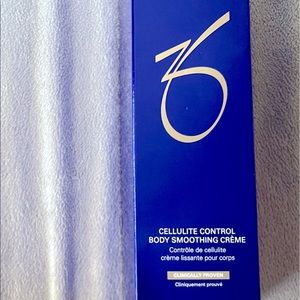 ZO
CELLULITE CONTROL
BODY SMOOTHING CRÈME
Contrôle de cellulite
crème lissante pour corps
CLINICALLY PROVEN
Cliniquement prouvé